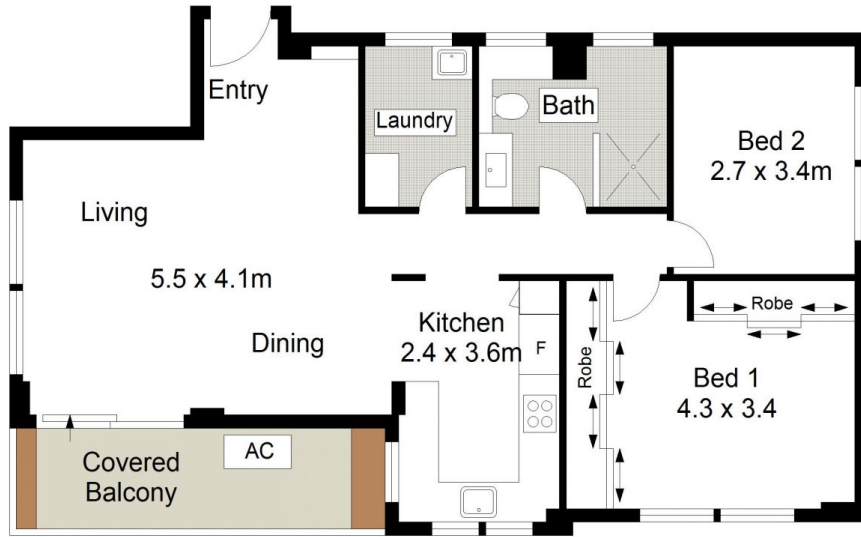 Entry
Laundry
Bath
Bed 2
2.7 x 3.4m
Living
5.5 x 4.1m
Dining
Kitchen
2.4 x 3.6m
F
Robe
Robe
Bed 1
4.3 x 3.4
AC
Covered
Balcony